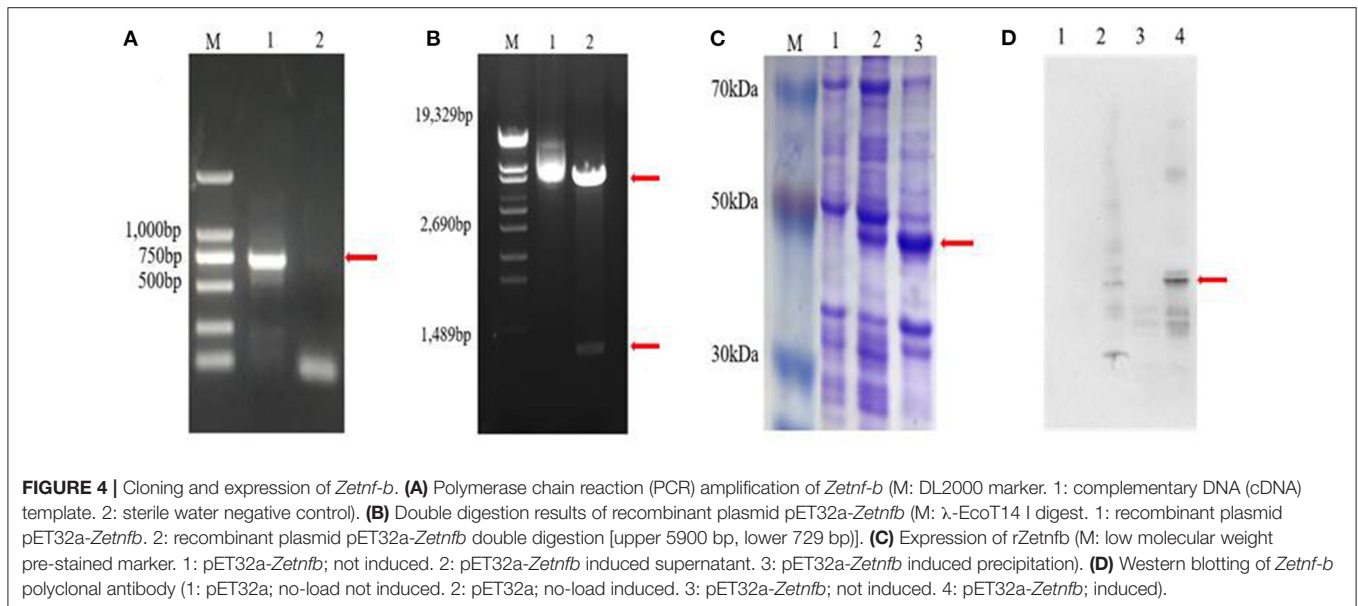 A B C D
M 1 2 M 1 2 M 1 2 3 1 2 3 4
1,000bp
750bp
500bp
19,329bp
2,690bp
1,489bp
70kDa
50kDa
30kDa
FIGURE 4 | Cloning and expression of Zetnf-b. (A) Polymerase chain reaction (PCR) amplification of Zetnf-b (M: DL2000 marker. 1: complementary DNA (cDNA)
template. 2: sterile water negative control). (B) Double digestion results of recombinant plasmid pET32a-Zetnfb (M: λ-EcoT14 I digest. 1: recombinant plasmid
pET32a-Zetnfb. 2: recombinant plasmid pET32a-Zetnfb double digestion [upper 5900 bp, lower 729 bp)]. (C) Expression of rZetnfb (M: low molecular weight
pre-stained marker. 1: pET32a-Zetnfb; not induced. 2: pET32a-Zetnfb induced supernatant. 3: pET32a-Zetnfb induced precipitation). (D) Western blotting of Zetnf-b
polyclonal antibody (1: pET32a; no-load not induced. 2: pET32a; no-load induced. 3: pET32a-Zetnfb; not induced. 4: pET32a-Zetnfb; induced).